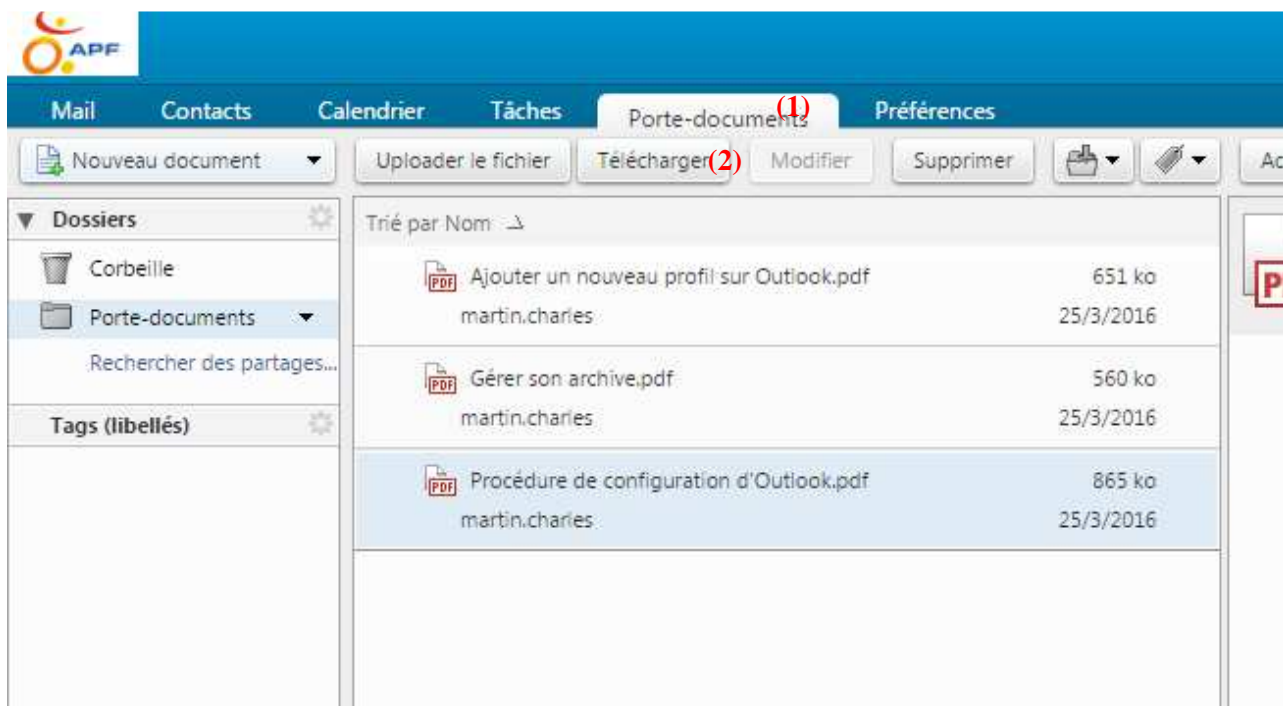 APF
Mail Contacts Calendrier Tâches Porte-documents (1) Préférences
Nouveau document Uploader le fichier Télécharger (2) Modifier Supprimer
Dossiers
Corbeille
Porte-documents
Rechercher des partages...
Tags (libellés)
Trié par Nom
PDF Ajouter un nouveau profil sur Outlook.pdf 651 ko
martin.charles 25/3/2016
PDF Gérer son archive.pdf 560 ko
martin.charles 25/3/2016
PDF Procédure de configuration d'Outlook.pdf 865 ko
martin.charles 25/3/2016